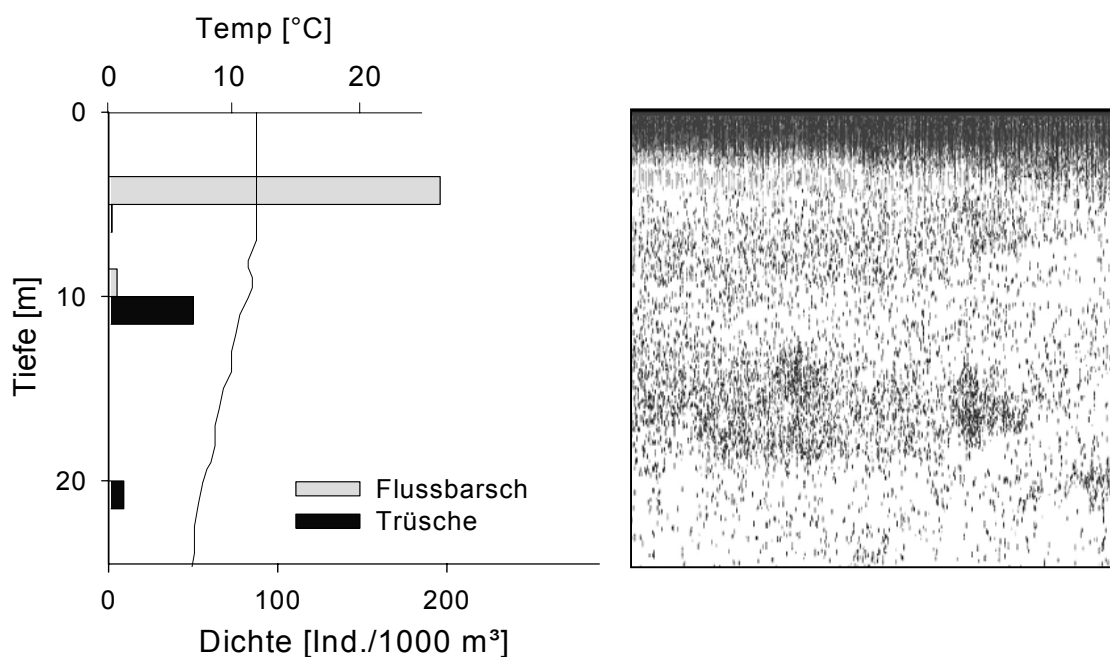 Temp [°C]
0 10 20
0
10
20
Tiefe [m]
Flussbarsch
Trüsche
0 100 200
Dichte [Ind./1000 m³]